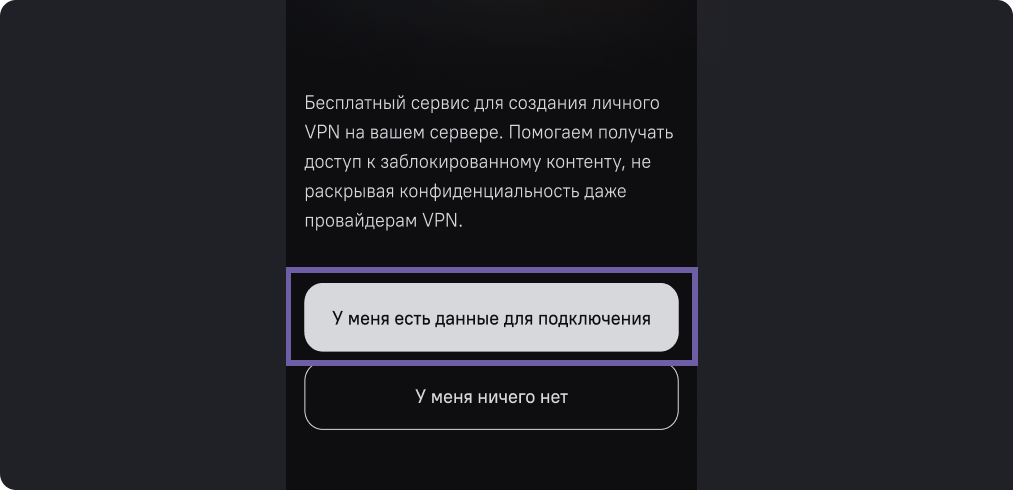 Бесплатный сервис для создания личного
VPN на вашем сервере. Помогаем получать
доступ к заблокированному контенту, не
раскрывая конфиденциальность даже
провайдерам VPN.
У меня есть данные для подключения
У меня ничего нет